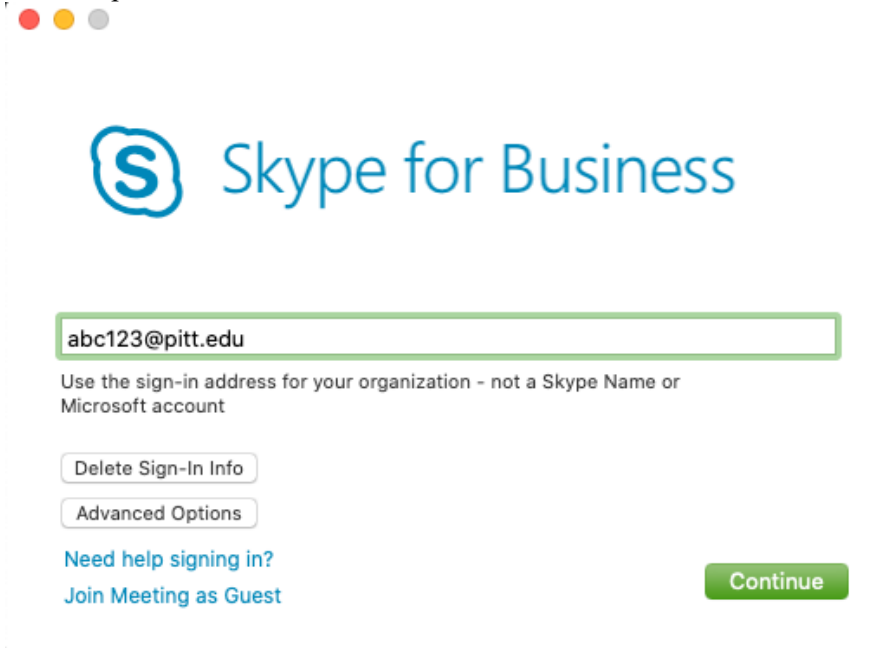 Skype for Business
abc123@pitt.edu
Use the sign-in address for your organization - not a Skype Name or
Microsoft account
Delete Sign-In Info
Advanced Options
Need help signing in?
Continue
Join Meeting as Guest